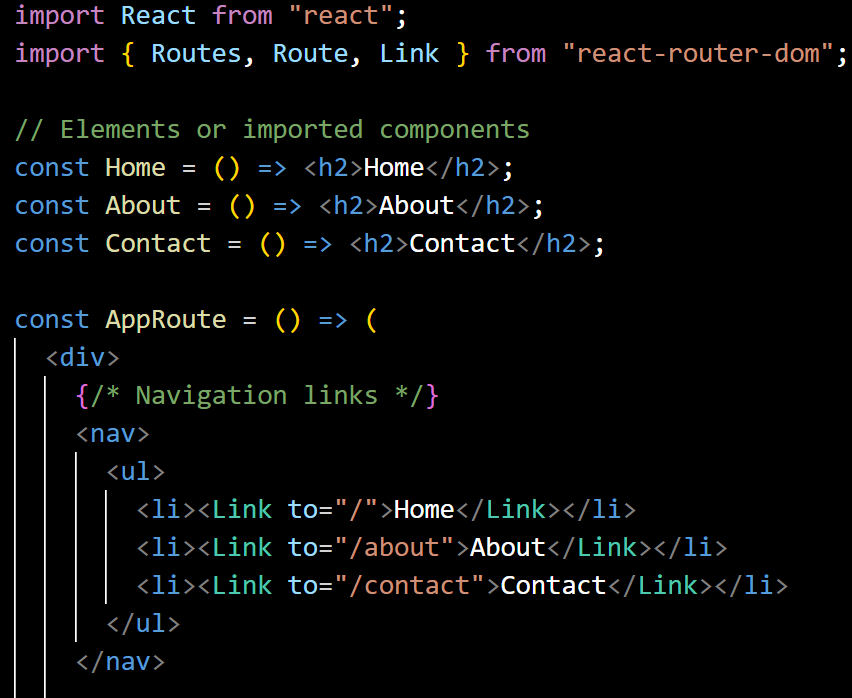 import React from "react";
import { Routes, Route, Link } from "react-router-dom";
// Elements or imported components
const Home = () => <h2>Home</h2>;
const About = () => <h2>About</h2>;
const Contact = () => <h2>Contact</h2>;
const AppRoute = () => (
<div>
{/* Navigation links */}
<nav>
<ul>
<li><Link to="/">Home</Link></li>
<li><Link to="/about">About</Link></li>
<li><Link to="/contact">Contact</Link></li>
</ul>
</nav>